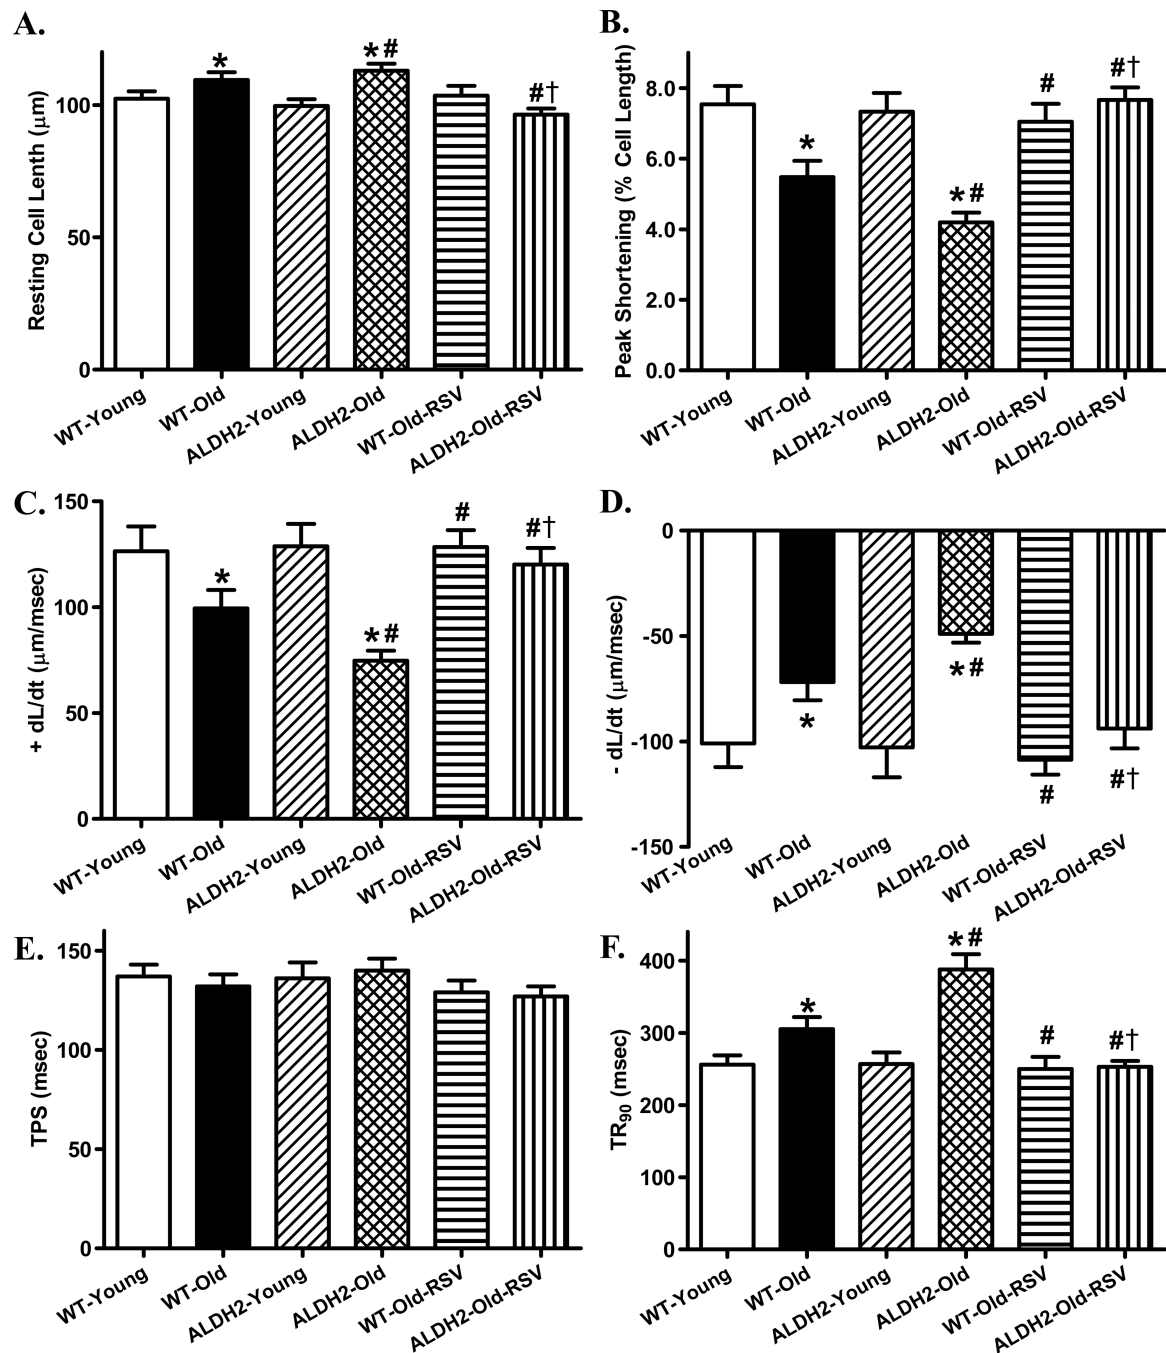 A.
Resting Cell Lenth (μm)
100
50
0
*
*#
#†
WT-Young
WT-Old
ALDH2-Young
ALDH2-Old
WT-Old-RSV
ALDH2-Old-RSV
B.
Peak Shortening (% Cell Length)
8.0
6.0
4.0
2.0
0.0
*
*#
#
#†
WT-Young
WT-Old
ALDH2-Young
ALDH2-Old
WT-Old-RSV
ALDH2-Old-RSV
C.
+ dL/dt (μm/msec)
150
100
50
0
*
*#
#
#†
WT-Young
WT-Old
ALDH2-Young
ALDH2-Old
WT-Old-RSV
ALDH2-Old-RSV
D.
- dL/dt (μm/msec)
0
-50
-100
-150
*
*#
#
#†
WT-Young
WT-Old
ALDH2-Young
ALDH2-Old
WT-Old-RSV
ALDH2-Old-RSV
E.
TPS (msec)
150
100
50
0
WT-Young
WT-Old
ALDH2-Young
ALDH2-Old
WT-Old-RSV
ALDH2-Old-RSV
F.
TR90 (msec)
400
300
200
100
0
*
*#
#
#†
WT-Young
WT-Old
ALDH2-Young
ALDH2-Old
WT-Old-RSV
ALDH2-Old-RSV